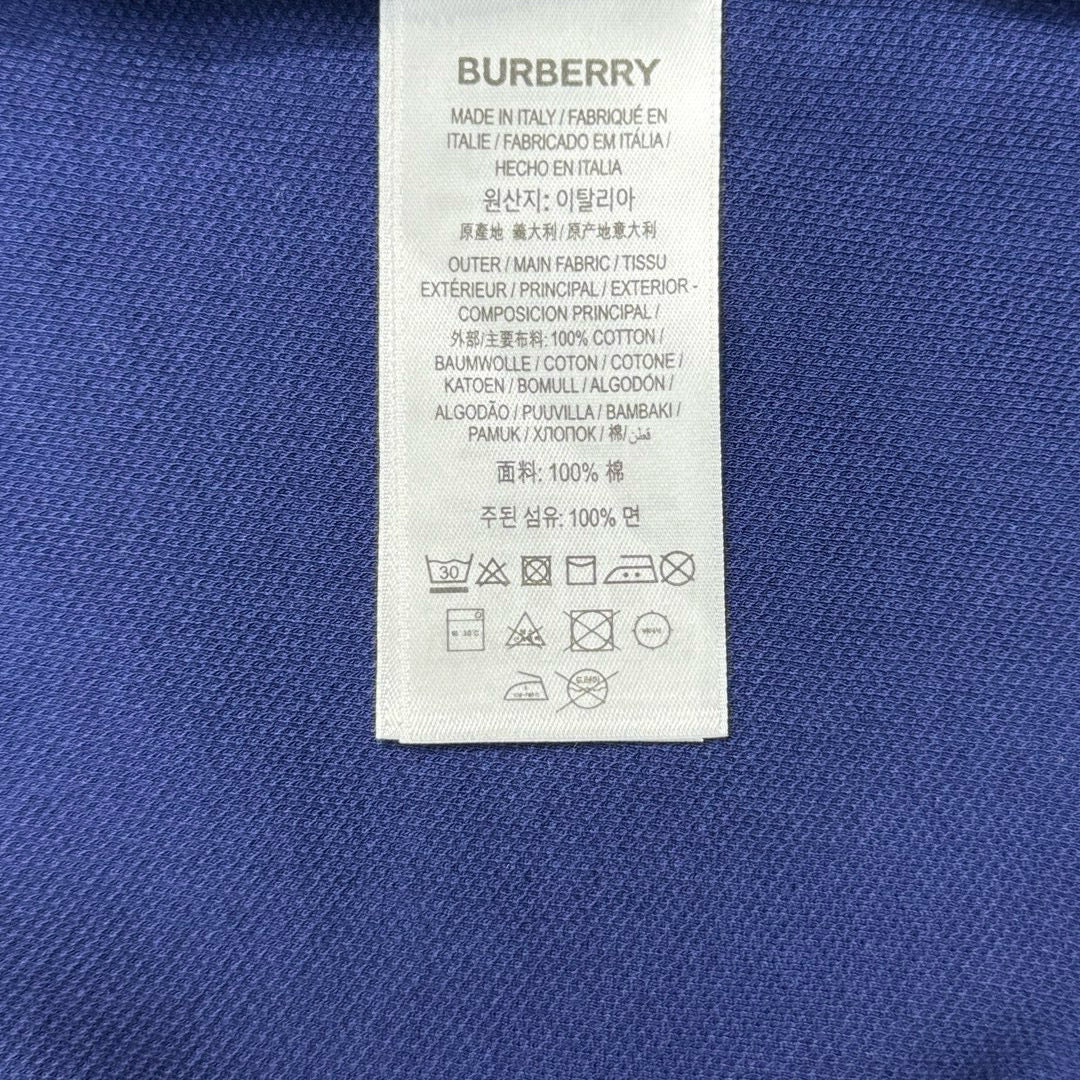 BURBERRY
MADE IN ITALY / FABRIQUÉ EN
ITALIE / FABRICADO EM ITÁLIA /
HECHO EN ITALIA
원산지: 이탈리아
原產地 義大利/原产地意大利
OUTER / MAIN FABRIC / TISSU
EXTÉRIEUR / PRINCIPAL / EXTERIOR -
COMPOSICION PRINCIPAL /
外部/主要布料: 100% COTTON /
BAUMWOLLE / COTON / COTONE /
KATOEN / BOMULL / ALGODÓN /
ALGODÃO / PUUVILLA / BAMBAKI /
PAMUK / ХЛОПОК / 棉/قطن
面料: 100% 棉
주된 섬유: 100% 면
30